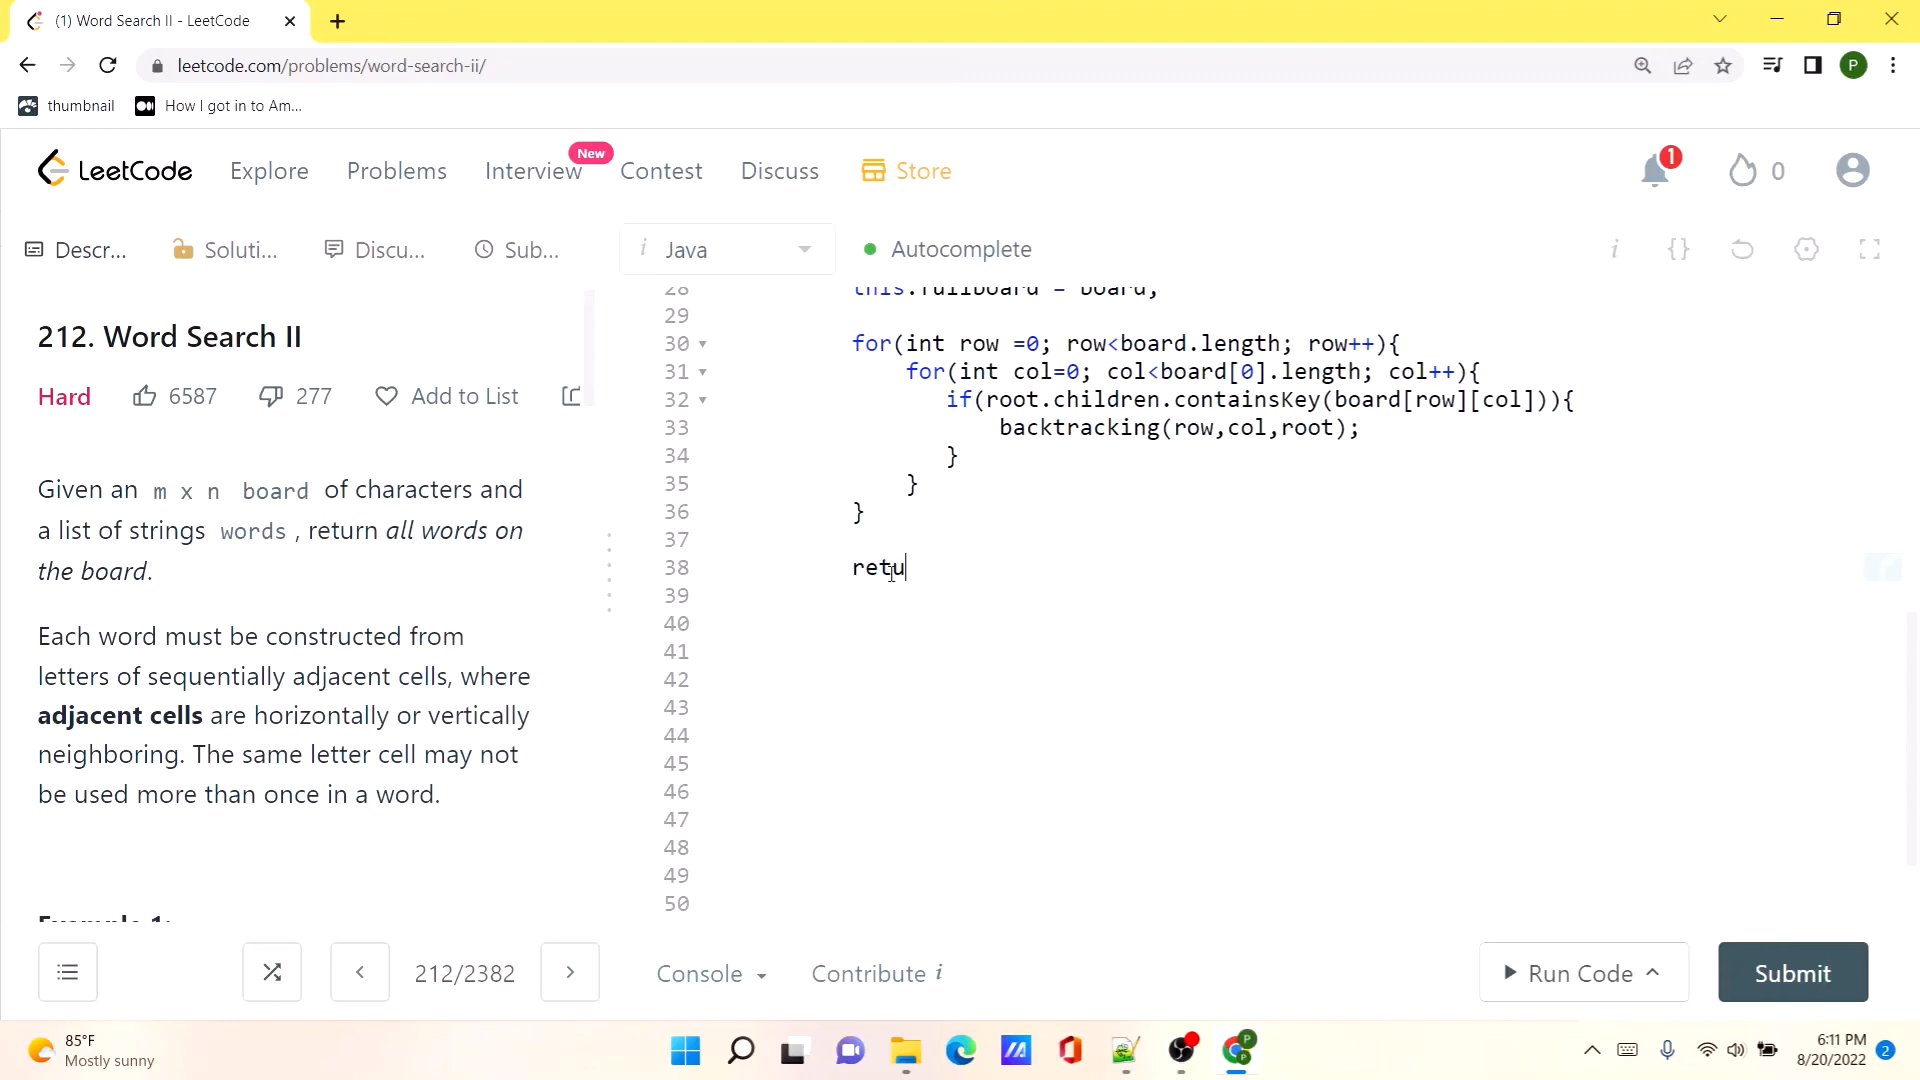 (1) Word Search II - LeetCode
leetcode.com/problems/word-search-ii/
P
thumbnail
How I got in to Am...
LeetCode
Explore
Problems
Interview
New
Contest
Discuss
Store
1
0
Descr...
Soluti...
Discu...
Sub...
i Java
Autocomplete
i {}
212. Word Search II
Hard 6587 277 Add to List
Given an m x n board of characters and
a list of strings words , return all words on
the board.
Each word must be constructed from
letters of sequentially adjacent cells, where
adjacent cells are horizontally or vertically
neighboring. The same letter cell may not
be used more than once in a word.
Example 1:
28 this.fullboard = board;
29
30 for(int row =0; row<board.length; row++){
31 for(int col=0; col<board[0].length; col++){
32 if(root.children.containsKey(board[row][col])){
33 backtracking(row,col,root);
34 }
35 }
36 }
37
38 retu
39
40
41
42
43
44
45
46
47
48
49
50
212/2382
Console
Contribute i
Run Code
Submit
85°F
Mostly sunny
P
P
6:11 PM
8/20/2022
2